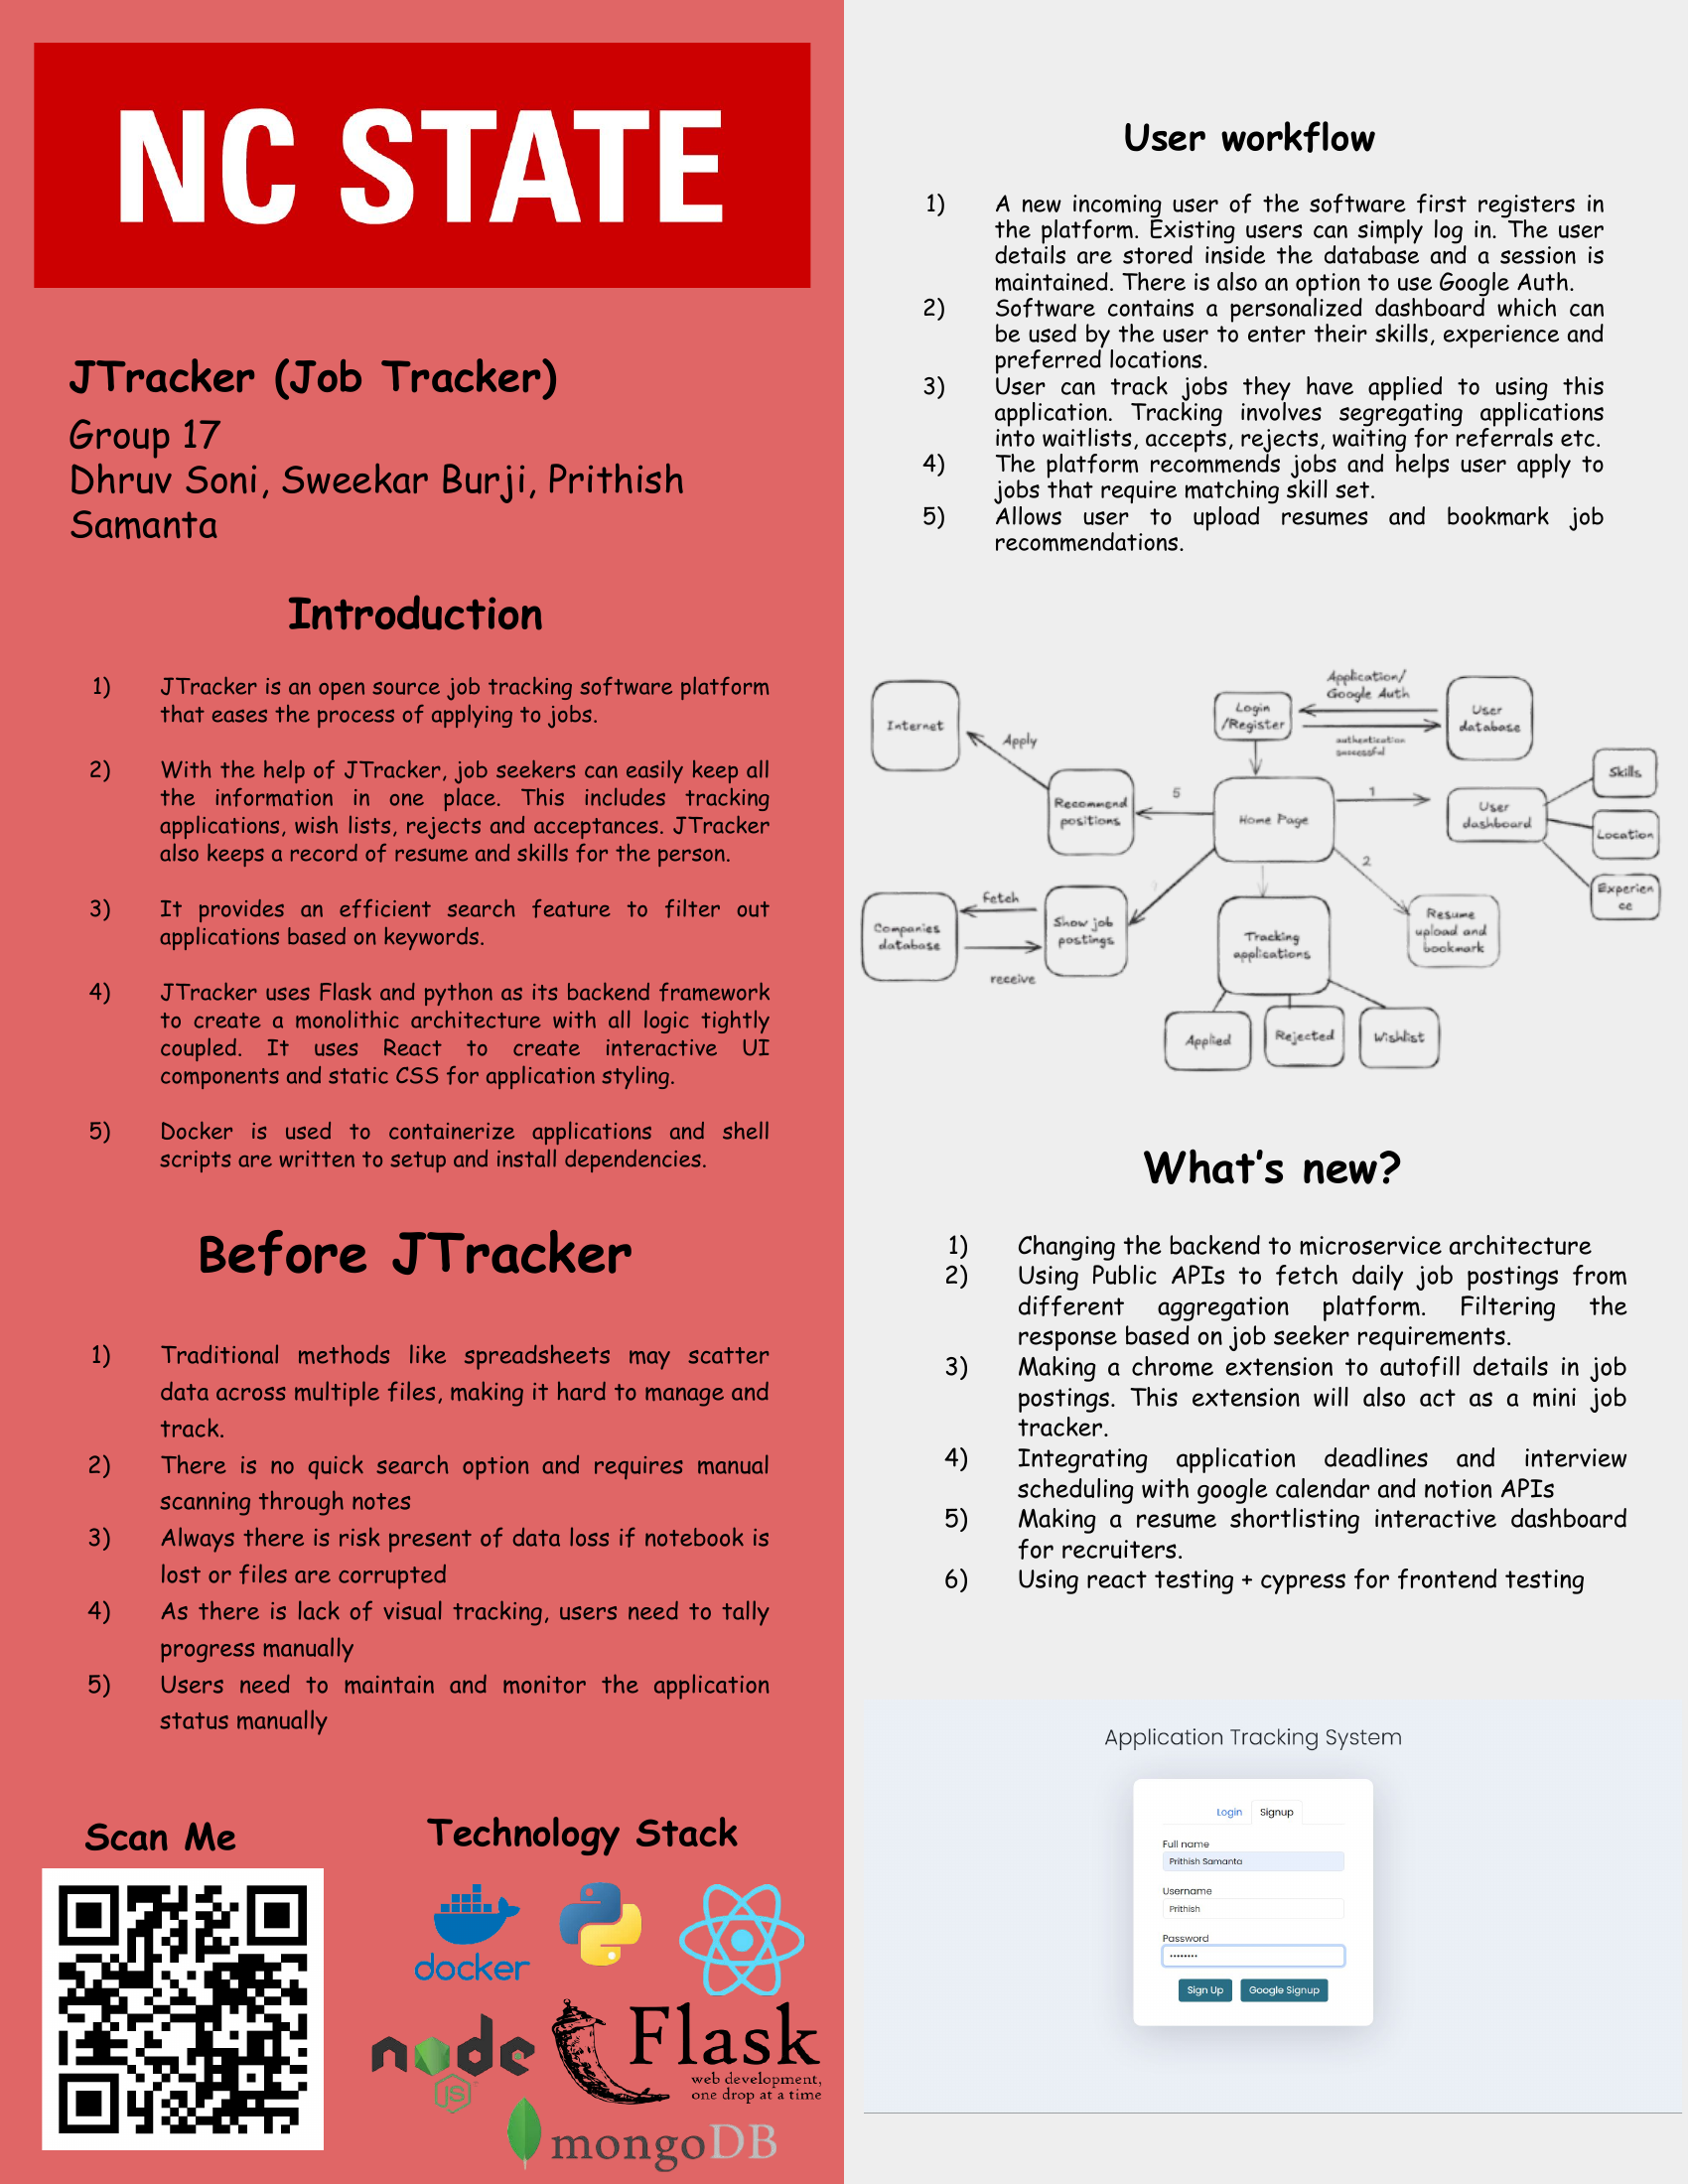 NC STATE
JTracker (Job Tracker)
Group 17
Dhruv Soni, Sweekar Burji, Prithish
Samanta
Introduction
1) JTracker is an open source job tracking software platform
that eases the process of applying to jobs.
2) With the help of JTracker, job seekers can easily keep all
the information in one place. This includes tracking
applications, wish lists, rejects and acceptances. JTracker
also keeps a record of resume and skills for the person.
3) It provides an efficient search feature to filter out
applications based on keywords.
4) JTracker uses Flask and python as its backend framework
to create a monolithic architecture with all logic tightly
coupled. It uses React to create interactive UI
components and static CSS for application styling.
5) Docker is used to containerize applications and shell
scripts are written to setup and install dependencies.
Before JTracker
1) Traditional methods like spreadsheets may scatter
data across multiple files, making it hard to manage and
track.
2) There is no quick search option and requires manual
scanning through notes
3) Always there is risk present of data loss if notebook is
lost or files are corrupted
4) As there is lack of visual tracking, users need to tally
progress manually
5) Users need to maintain and monitor the application
status manually
Scan Me
Technology Stack
docker
node
JS
Flask
web development,
one drop at a time
mongoDB
User workflow
1) A new incoming user of the software first registers in
the platform. Existing users can simply log in. The user
details are stored inside the database and a session is
maintained. There is also an option to use Google Auth.
2) Software contains a personalized dashboard which can
be used by the user to enter their skills, experience and
preferred locations.
3) User can track jobs they have applied to using this
application. Tracking involves segregating applications
into waitlists, accepts, rejects, waiting for referrals etc.
4) The platform recommends jobs and helps user apply to
jobs that require matching skill set.
5) Allows user to upload resumes and bookmark job
recommendations.
Internet
Apply
Recommend
positions
5
Login
/Register
Application/
Google Auth
authentication
successful
User
database
Home Page
1
User
dashboard
Skills
Location
Experien
ce
2
Resume
upload and
bookmark
Companies
database
Fetch
receive
Show job
postings
Tracking
applications
Applied
Rejected
Wishlist
What's new?
1) Changing the backend to microservice architecture
2) Using Public APIs to fetch daily job postings from
different aggregation platform. Filtering the
response based on job seeker requirements.
3) Making a chrome extension to autofill details in job
postings. This extension will also act as a mini job
tracker.
4) Integrating application deadlines and interview
scheduling with google calendar and notion APIs
5) Making a resume shortlisting interactive dashboard
for recruiters.
6) Using react testing + cypress for frontend testing
Application Tracking System
Login Signup
Full name
Prithish Samanta
Username
Prithish
Password
••••••••
Sign Up Google Signup